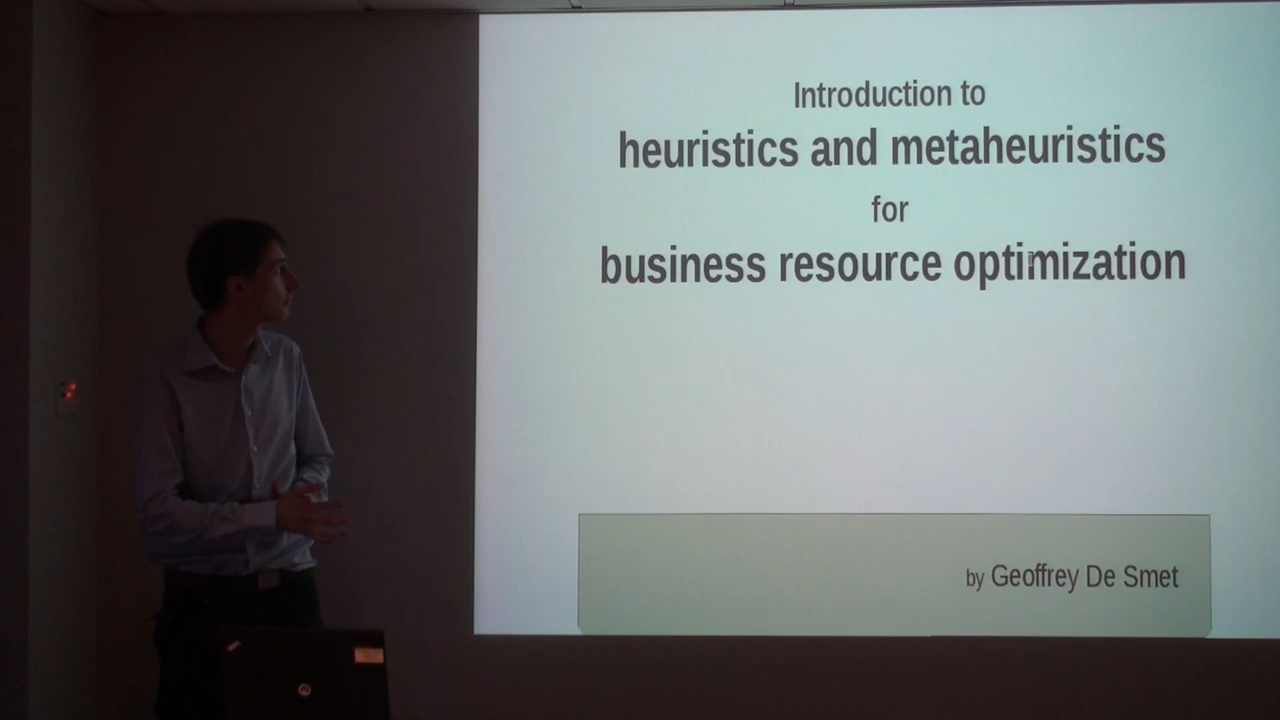 Introduction to
heuristics and metaheuristics
for
business resource optimization
by Geoffrey De Smet